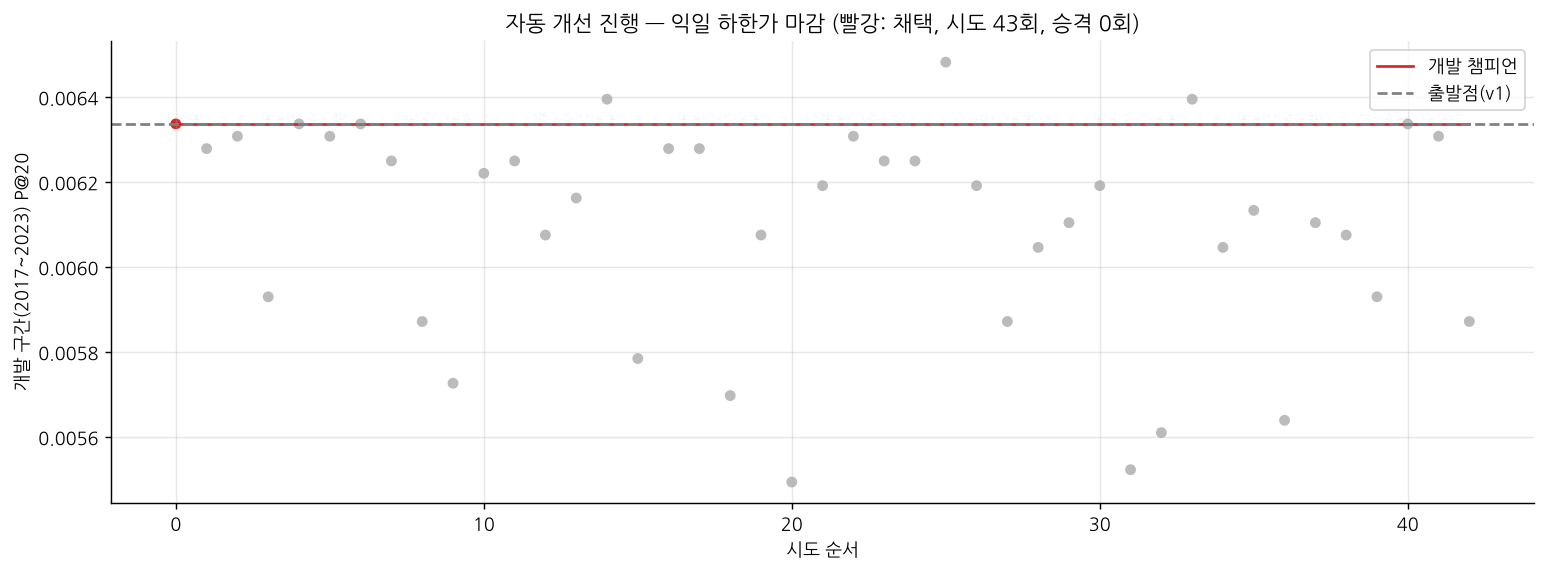 자동 개선 진행 — 익일 하한가 마감 (빨강: 채택, 시도 43회, 승격 0회)
개발 챔피언
출발점(v1)
개발 구간(2017~2023) P@20
0.0064
0.0062
0.0060
0.0058
0.0056
0 10 20 30 40
시도 순서